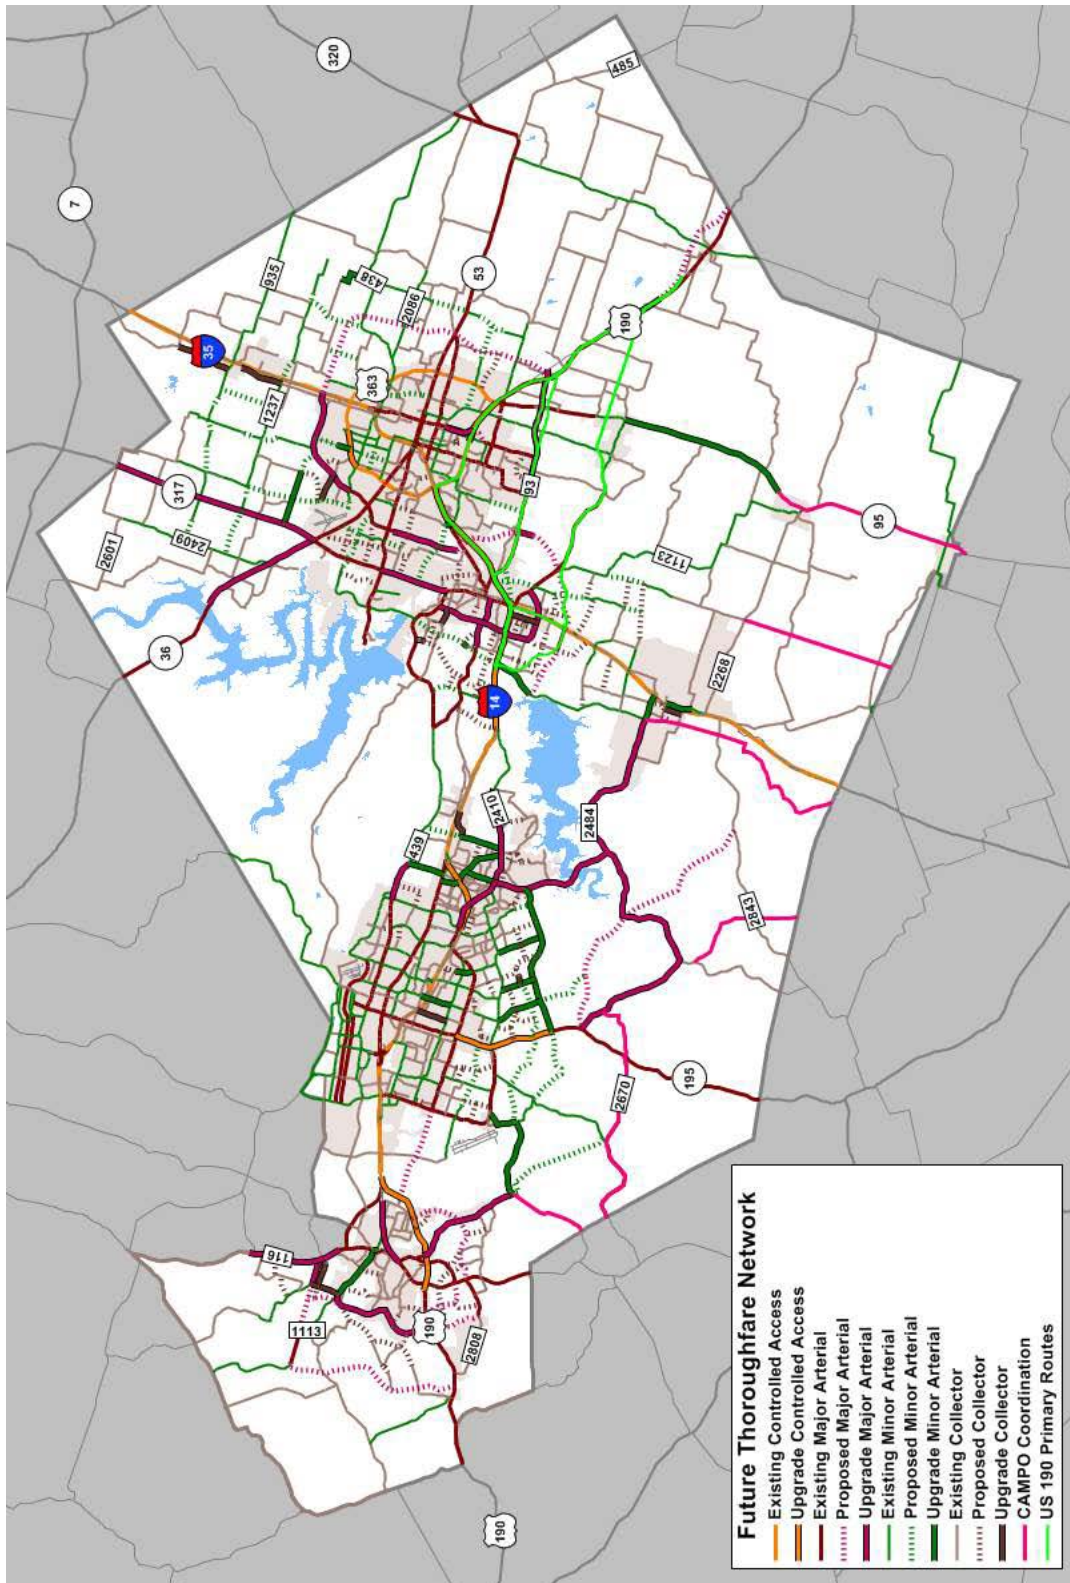 Future Thoroughfare Network
Existing Controlled Access
Upgrade Controlled Access
Existing Major Arterial
Proposed Major Arterial
Upgrade Major Arterial
Existing Minor Arterial
Proposed Minor Arterial
Upgrade Minor Arterial
Existing Collector
Proposed Collector
Upgrade Collector
CAMPO Coordination
US 190 Primary Routes
190
1113
116
190
2808
2670
195
439
2410
2484
2843
14
36
2601
2409
317
1237
35
363
93
1123
2268
95
7
935
438
2086
53
190
320
485